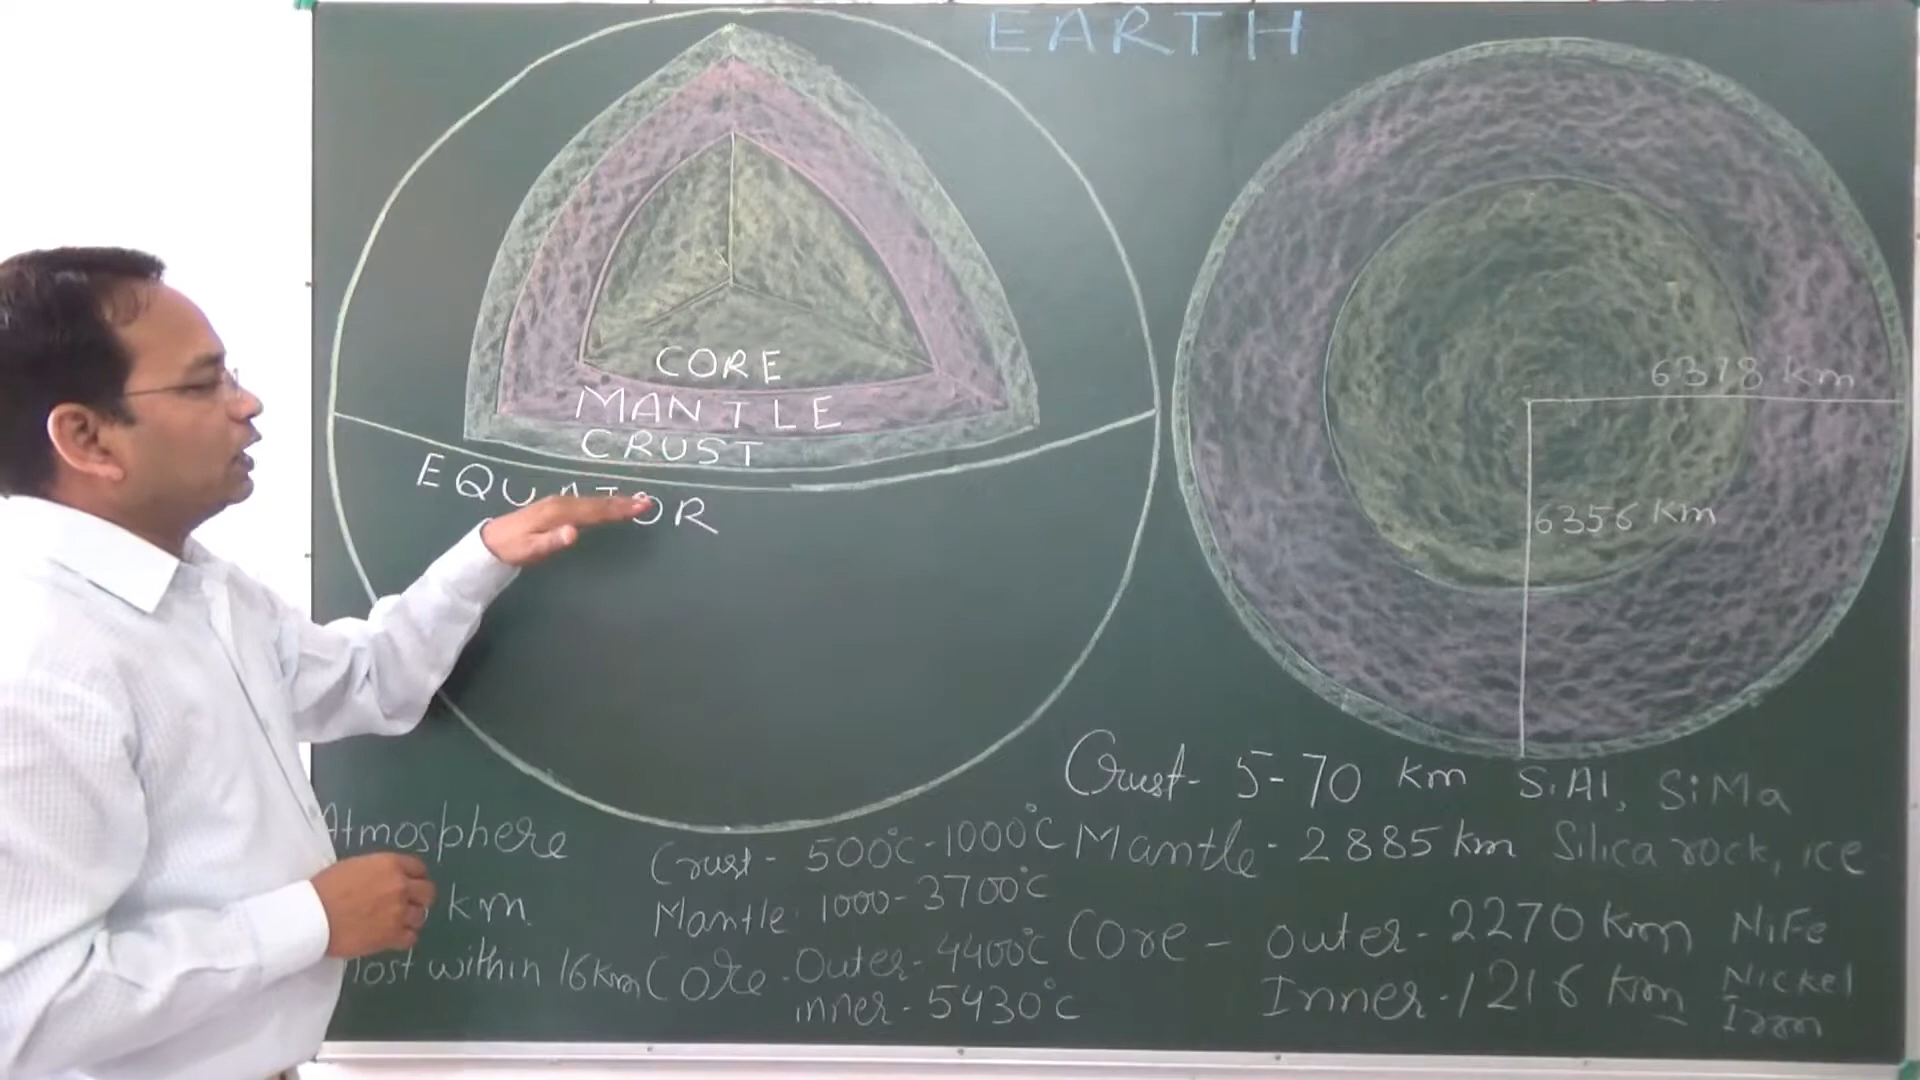 EARTH
CORE
MANTLE
CRUST
EQUATOR
6378 km
6356 km
Atmosphere
km
most within 16km
Crust - 500°c - 1000°C
Mantle 1000 - 3700°C
Core - Outer - 4400°C
inner - 5430°C
Crust - 5-70 km SiAl, SiMa
Mantle - 2885 km Silica rock, ice
Core - outer - 2270 km NiFe
Inner - 1216 km Nickel
Iron